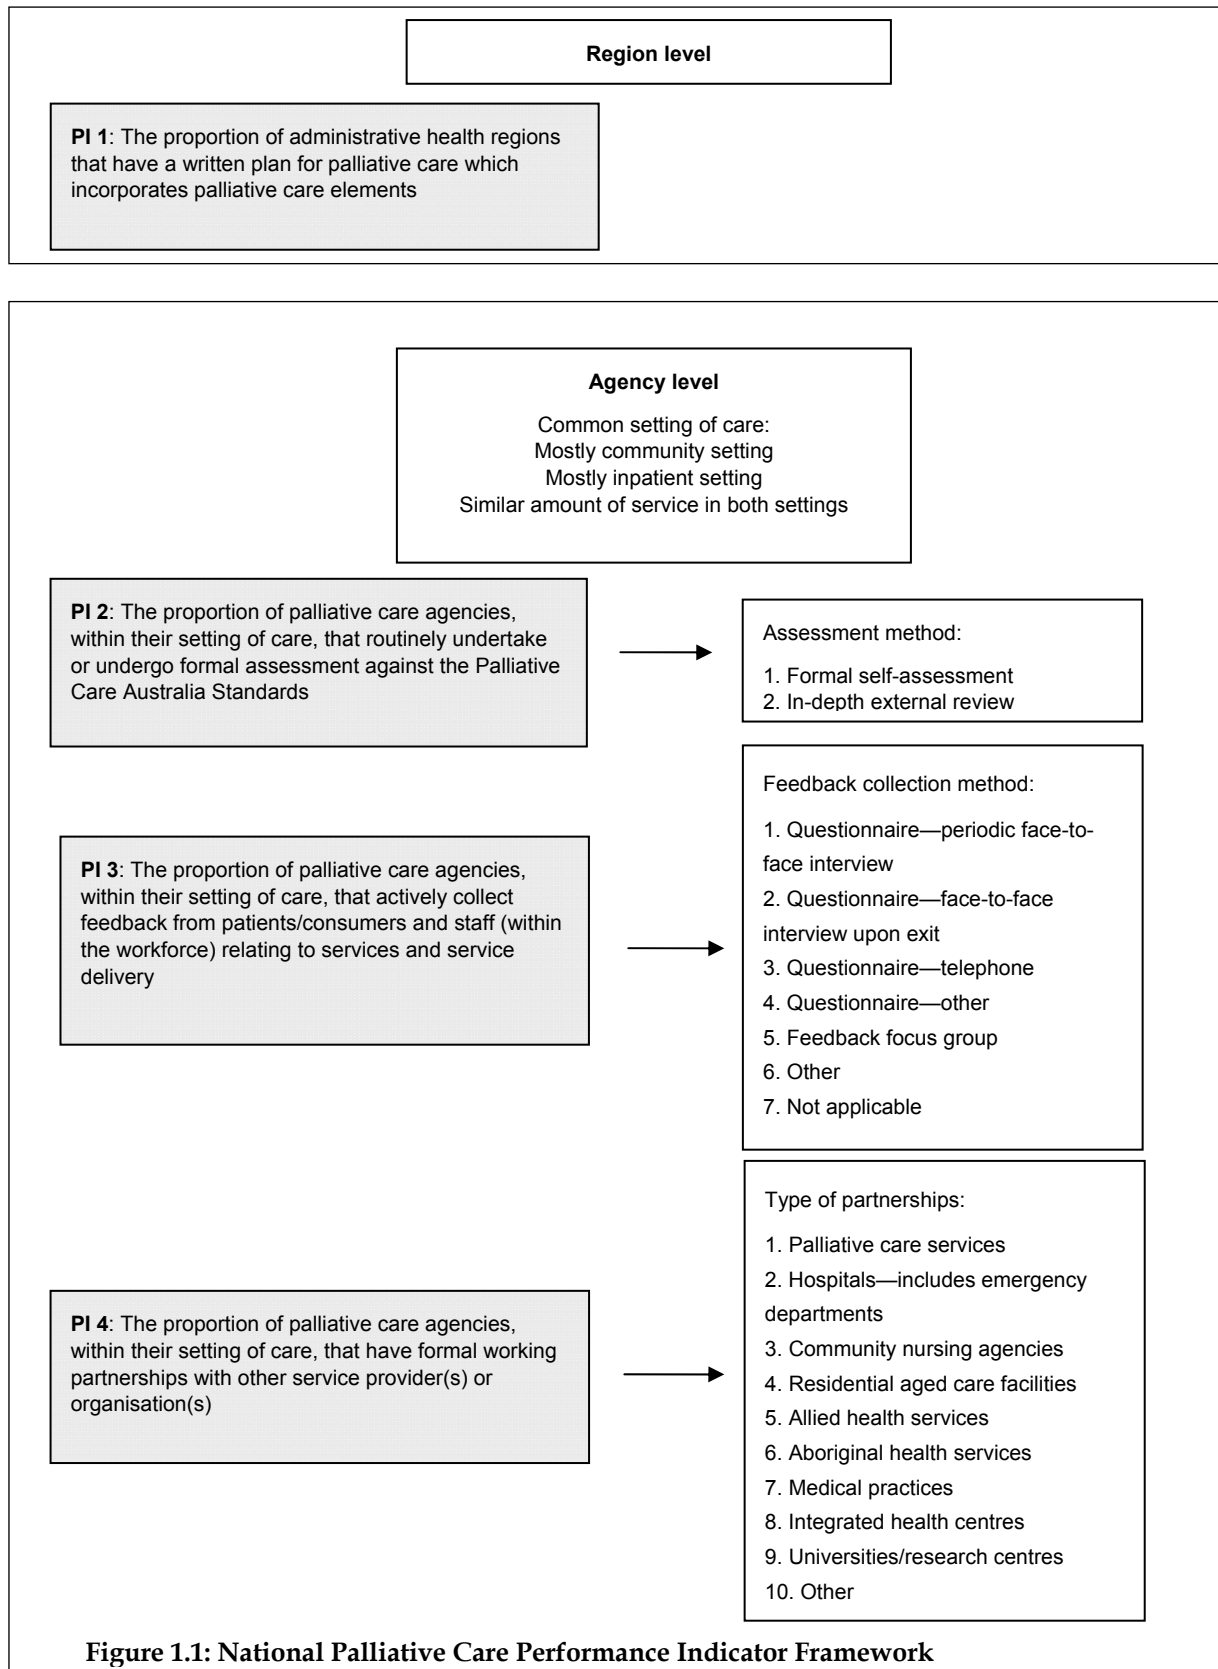 Region level
PI 1: The proportion of administrative health regions
that have a written plan for palliative care which
incorporates palliative care elements
Agency level
Common setting of care:
Mostly community setting
Mostly inpatient setting
Similar amount of service in both settings
PI 2: The proportion of palliative care agencies,
within their setting of care, that routinely undertake
or undergo formal assessment against the Palliative
Care Australia Standards
Assessment method:
1. Formal self-assessment
2. In-depth external review
PI 3: The proportion of palliative care agencies,
within their setting of care, that actively collect
feedback from patients/consumers and staff (within
the workforce) relating to services and service
delivery
Feedback collection method:
1. Questionnaire—periodic face-to-
face interview
2. Questionnaire—face-to-face
interview upon exit
3. Questionnaire—telephone
4. Questionnaire—other
5. Feedback focus group
6. Other
7. Not applicable
PI 4: The proportion of palliative care agencies,
within their setting of care, that have formal working
partnerships with other service provider(s) or
organisation(s)
Type of partnerships:
1. Palliative care services
2. Hospitals—includes emergency
departments
3. Community nursing agencies
4. Residential aged care facilities
5. Allied health services
6. Aboriginal health services
7. Medical practices
8. Integrated health centres
9. Universities/research centres
10. Other
Figure 1.1: National Palliative Care Performance Indicator Framework